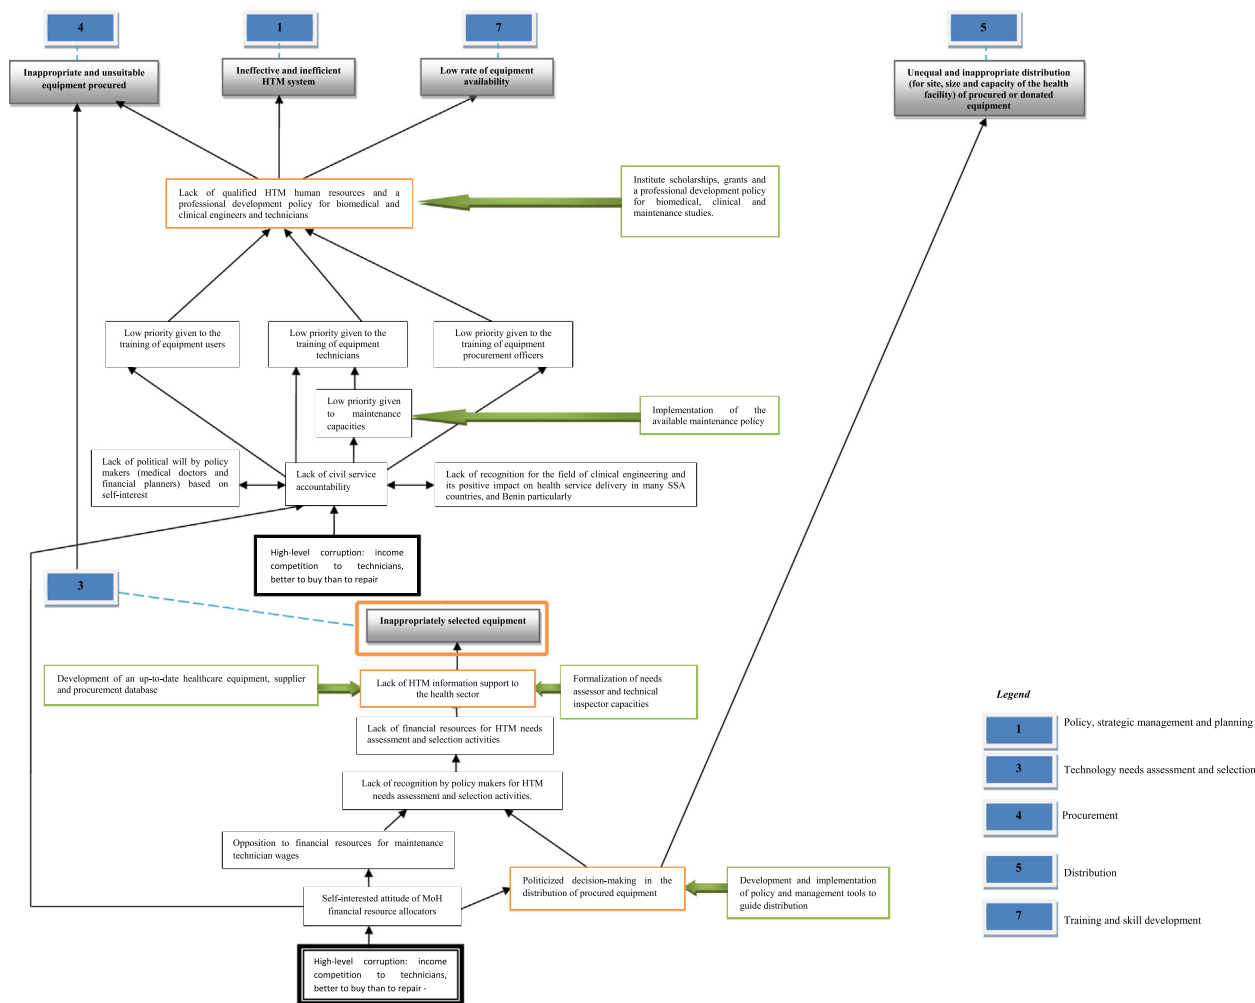 4
1
7
5
Inappropriate and unsuitable
equipment procured
Ineffective and inefficient
HTM system
Low rate of equipment
availability
Unequal and inappropriate distribution
(for site, size and capacity of the health
facility) of procured or donated
equipment
Lack of qualified HTM human resources and a
professional development policy for biomedical and
clinical engineers and technicians
Institute scholarships, grants and
a professional development policy
for biomedical, clinical and
maintenance studies.
Low priority given to the
training of equipment users
Low priority given to the
training of equipment
technicians
Low priority given to the
training of equipment
procurement officers
Low priority given
to maintenance
capacities
Implementation of the
available maintenance policy
Lack of political will by policy
makers (medical doctors and
financial planners) based on
self-interest
Lack of civil service
accountability
Lack of recognition for the field of clinical engineering and
its positive impact on health service delivery in many SSA
countries, and Benin particularly
High-level corruption: income
competition to technicians,
better to buy than to repair
3
Inappropriately selected equipment
Development of an up-to-date healthcare equipment, supplier
and procurement database
Lack of HTM information support to
the health sector
Formalization of needs
assessor and technical
inspector capacities
Lack of financial resources for HTM needs
assessment and selection activities
Lack of recognition by policy makers for HTM
needs assessment and selection activities.
Opposition to financial resources for maintenance
technician wages
Politicized decision-making in the
distribution of procured equipment
Development and implementation
of policy and management tools to
guide distribution
Self-interested attitude of MoH
financial resource allocators
High-level corruption: income
competition to technicians,
better to buy than to repair -
Legend
1 Policy, strategic management and planning
3 Technology needs assessment and selection
4 Procurement
5 Distribution
7 Training and skill development